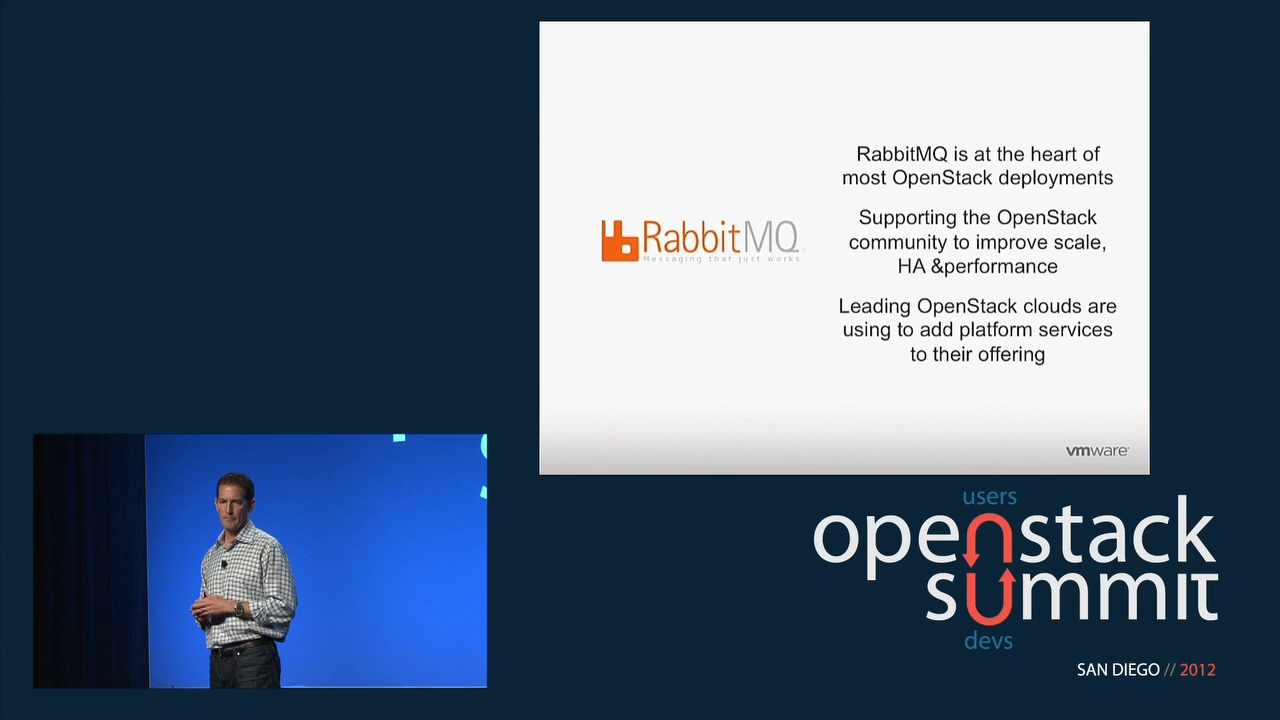 RabbitMQ
Messaging that just works
RabbitMQ is at the heart of
most OpenStack deployments
Supporting the OpenStack
community to improve scale,
HA &performance
Leading OpenStack clouds are
using to add platform services
to their offering
vmware
users
openstack
summit
devs
SAN DIEGO // 2012